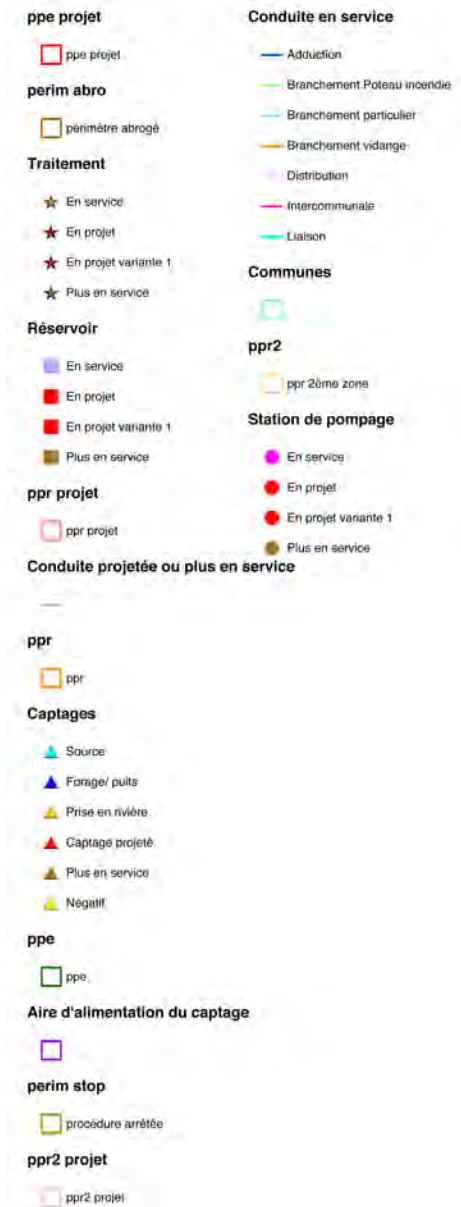 ppe projet
ppe projet
perim abro
périmètre abrogé
Traitement
En service
En projet
En projet variante 1
Plus en service
Réservoir
En service
En projet
En projet variante 1
Plus en service
ppr projet
ppr projet
Conduite en service
Adduction
Branchement Poteau incendie
Branchement particulier
Branchement vidange
Distribution
Intercommunale
Liaison
Communes
ppr2
ppr 2ème zone
Station de pompage
En service
En projet
En projet variante 1
Plus en service
Conduite projetée ou plus en service
ppr
ppr
Captages
Source
Forage/ puits
Prise en rivière
Captage projeté
Plus en service
Négatif
ppe
ppe
Aire d'alimentation du captage
perim stop
procédure arrêtée
ppr2 projet
ppr2 projet